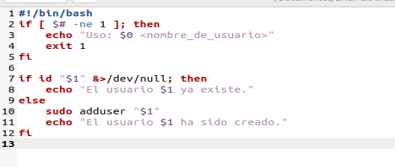 1 #!/bin/bash
2 if [ $# -ne 1 ]; then
3     echo "Uso: $0 <nombre_de_usuario>"
4     exit 1
5 fi
6
7 if id "$1" &>/dev/null; then
8     echo "El usuario $1 ya existe."
9 else
10     sudo adduser "$1"
11     echo "El usuario $1 ha sido creado."
12 fi
13